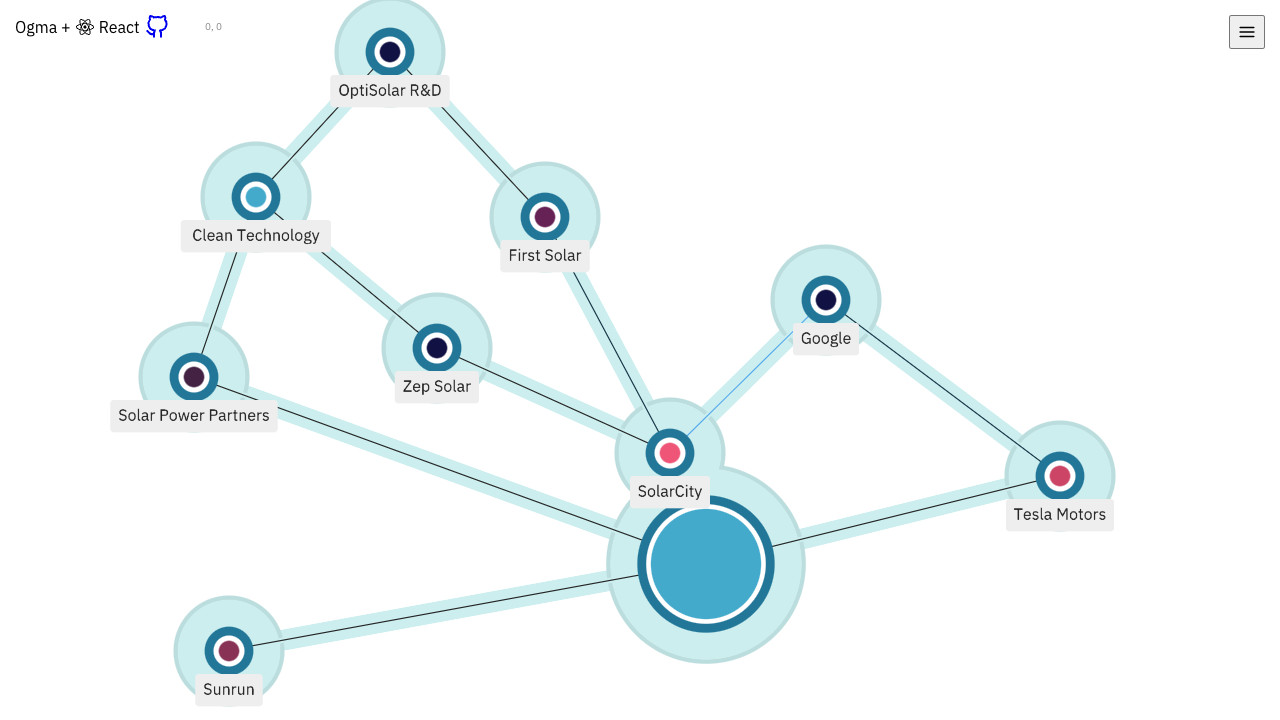 Ogma + React
0, 0
OptiSolar R&D
Clean Technology
First Solar
Google
Zep Solar
Solar Power Partners
SolarCity
Tesla Motors
Sunrun